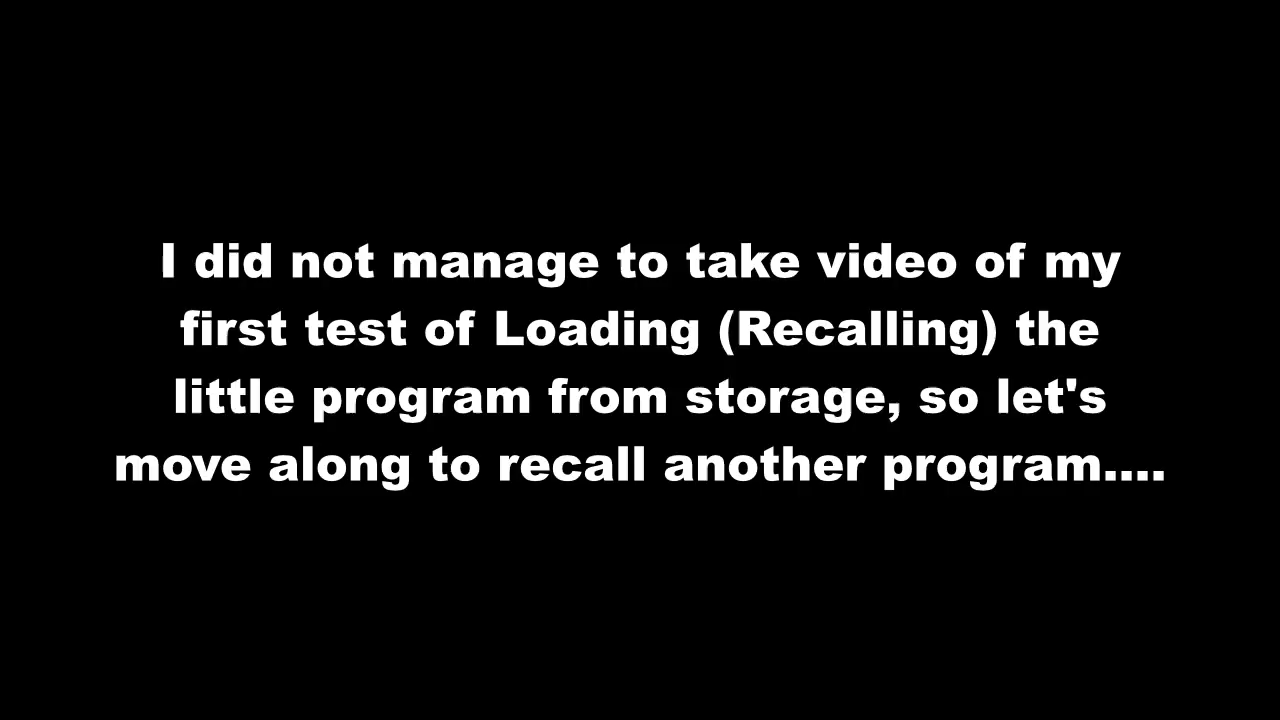 I did not manage to take video of my
first test of Loading (Recalling) the
little program from storage, so let's
move along to recall another program....